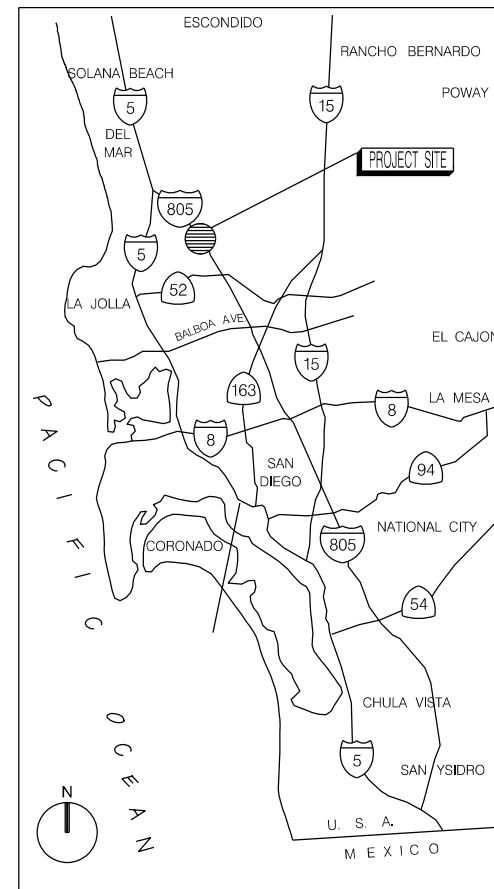 ESCONDIDO
RANCHO BERNARDO
SOLANA BEACH
POWAY
5
15
DEL
MAR
PROJECT SITE
805
5
52
LA JOLLA
BALBOA AVE
EL CAJON
15
163
LA MESA
8
8
SAN
DIEGO
94
NATIONAL CITY
805
CORONADO
54
PACIFIC
OCEAN
CHULA VISTA
5
SAN YSIDRO
N
U. S. A.
MEXICO